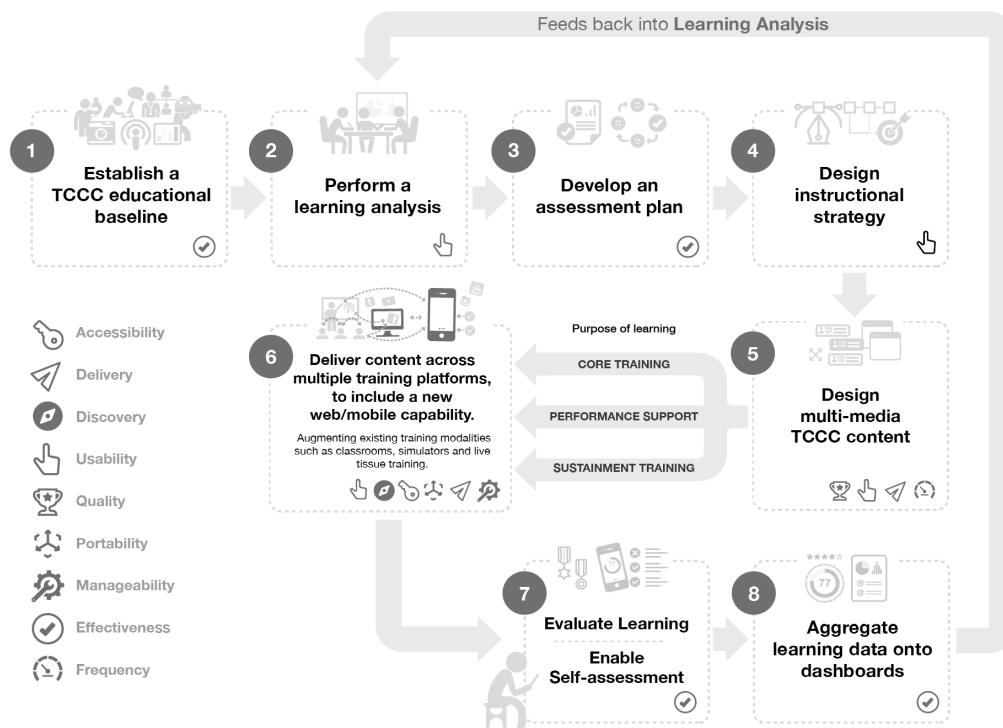 Feeds back into Learning Analysis
1
Establish a
TCCC educational
baseline
2
Perform a
learning analysis
3
Develop an
assessment plan
4
Design
instructional
strategy
Accessibility
Delivery
Discovery
Usability
Quality
Portability
Manageability
Effectiveness
Frequency
6
Deliver content across
multiple training platforms,
to include a new
web/mobile capability.
Augmenting existing training modalities
such as classrooms, simulators and live
tissue training.
Purpose of learning
CORE TRAINING
PERFORMANCE SUPPORT
SUSTAINMENT TRAINING
5
Design
multi-media
TCCC content
7
77
Evaluate Learning
Enable
Self-assessment
8
77
Aggregate
learning data onto
dashboards